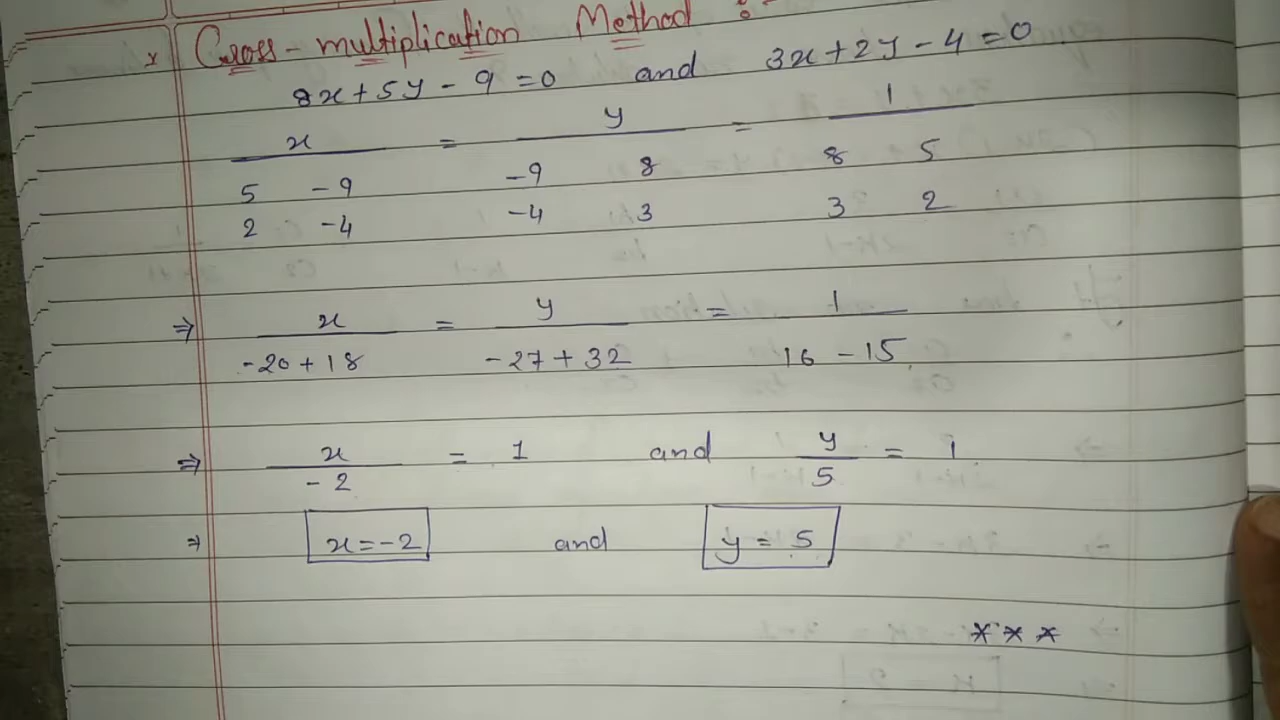 x Cross-multiplication Method :-
8x+5y-9=0 and 3x+2y-4=0
x = y = 1
5 -9 -9 8 8 5
2 -4 -4 3 3 2
⇒ x = y = 1
-20+18 -27+32 16-15
⇒ x = 1 and y = 1
-2 5
⇒ x=-2 and y = 5
***